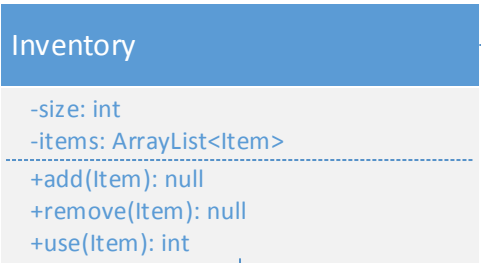 Inventory
-size: int
-items: ArrayList<Item>
+add(Item): null
+remove(Item): null
+use(Item): int